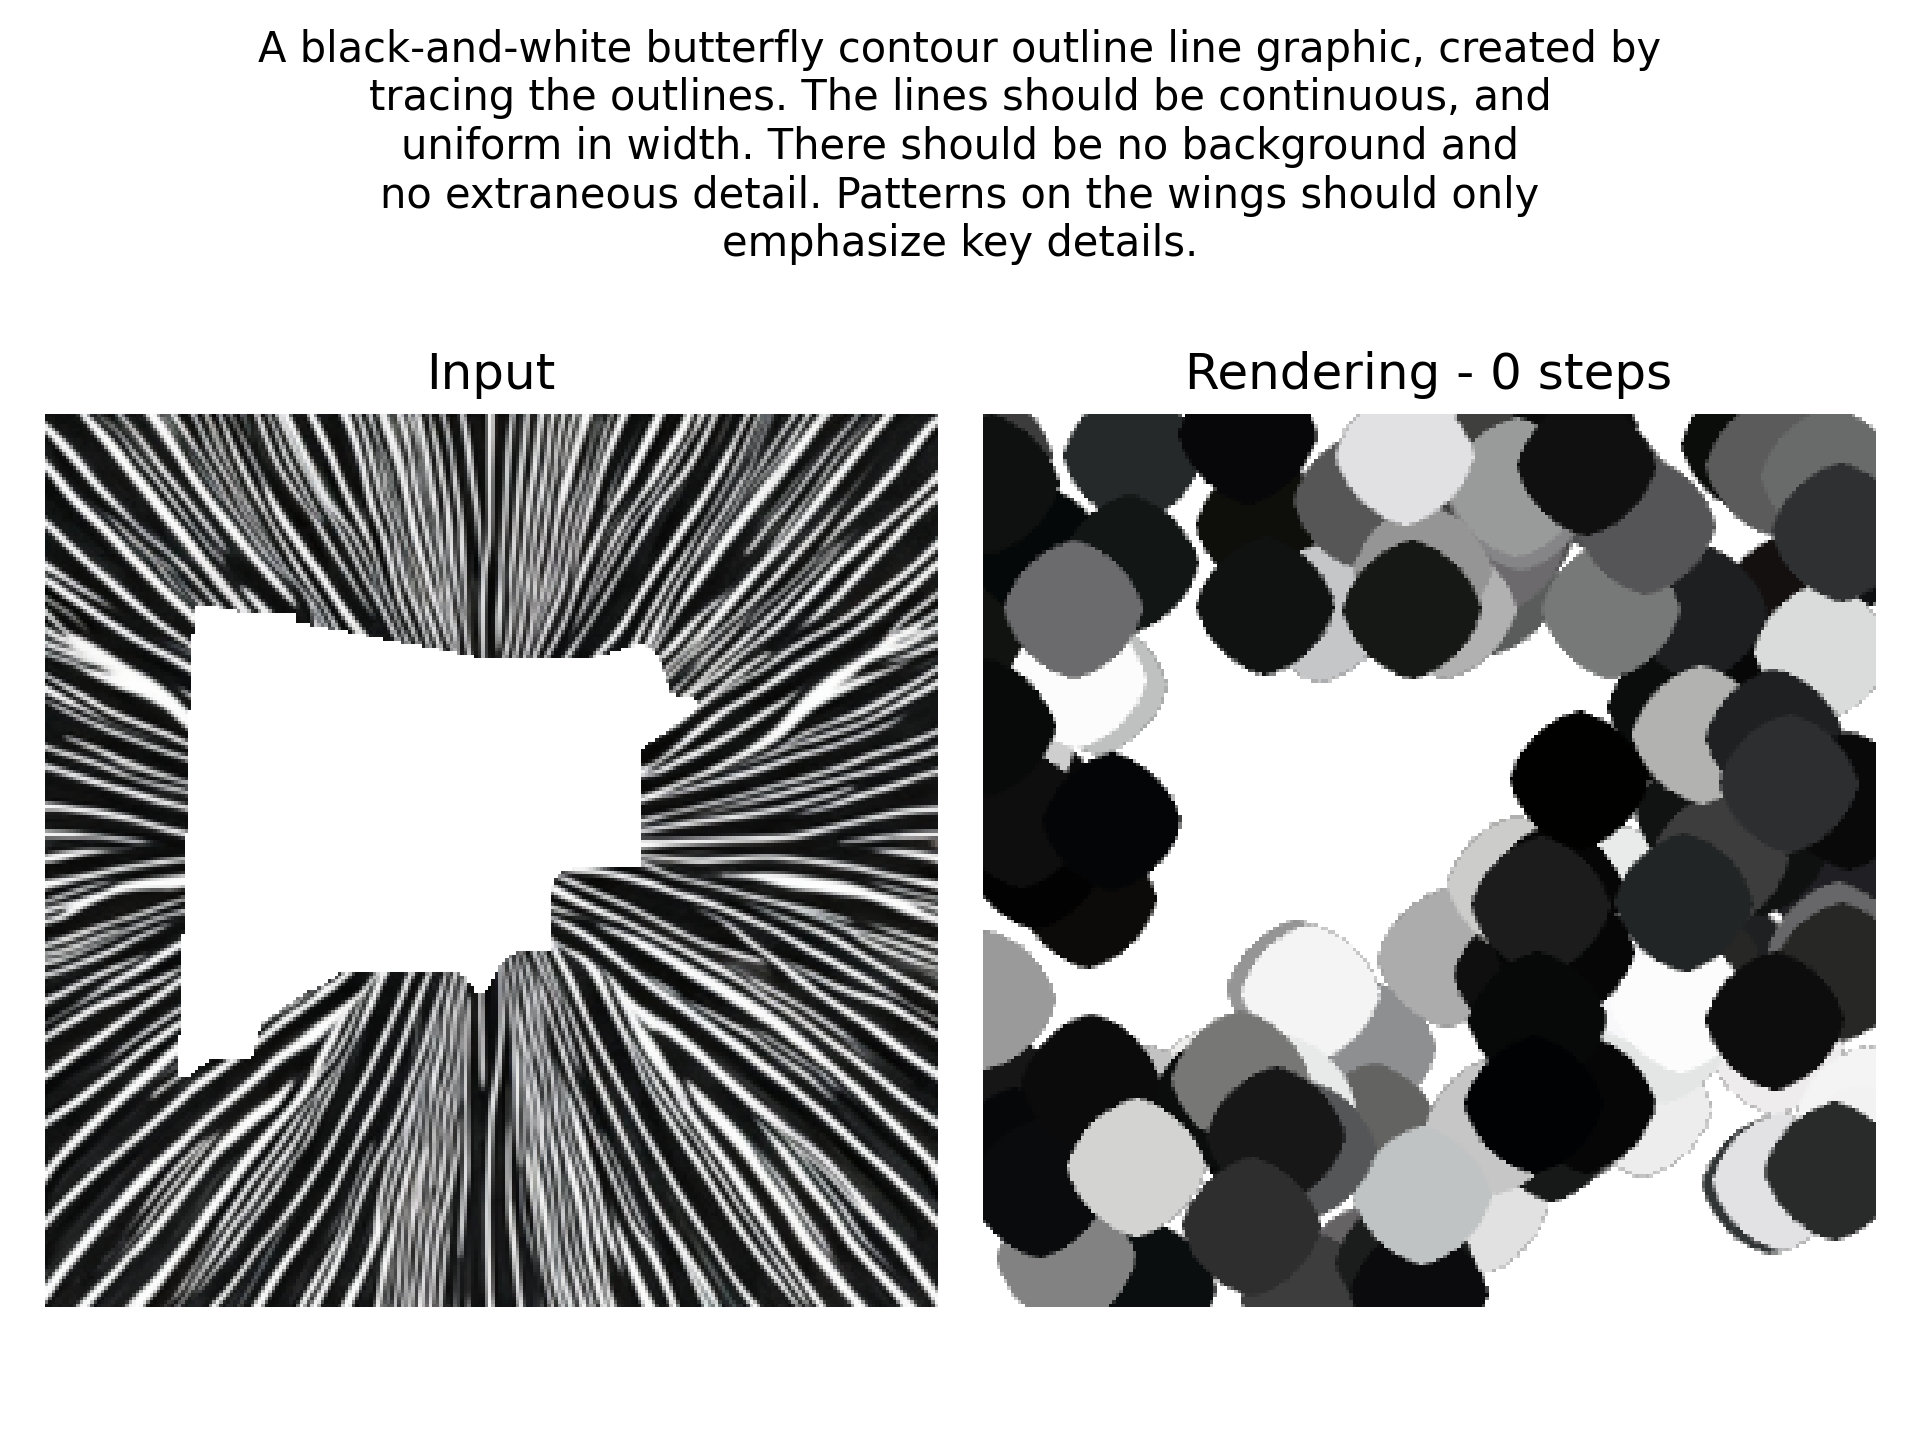 A black-and-white butterfly contour outline line graphic, created by
tracing the outlines. The lines should be continuous, and
uniform in width. There should be no background and
no extraneous detail. Patterns on the wings should only
emphasize key details.
Input
Rendering - 0 steps